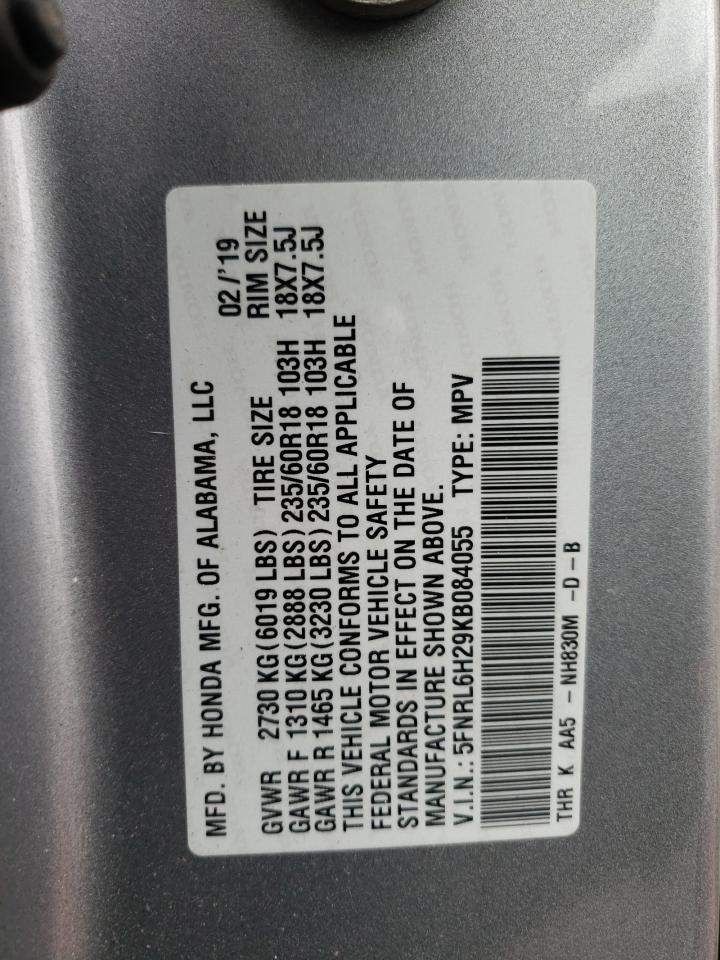 MFD. BY HONDA MFG. OF ALABAMA, LLC 02/'19
GVWR 2730 KG(6019 LBS) TIRE SIZE RIM SIZE
GAWR F 1310 KG(2888 LBS) 235/60R18 103H 18X7.5J
GAWR R 1465 KG(3230 LBS) 235/60R18 103H 18X7.5J
THIS VEHICLE CONFORMS TO ALL APPLICABLE
FEDERAL MOTOR VEHICLE SAFETY
STANDARDS IN EFFECT ON THE DATE OF
MANUFACTURE SHOWN ABOVE.
V.I.N.: 5FNRL6H29KB084055 TYPE: MPV
THR K AA5 - NH830M -D-B